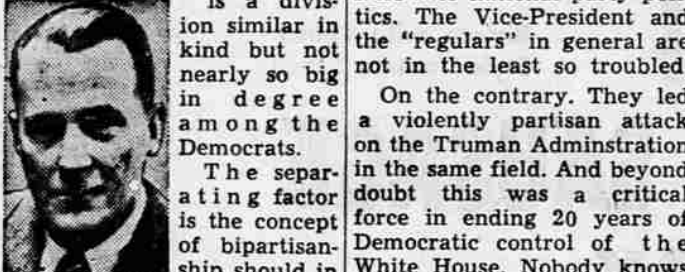 is a divis-
ion similar in
kind but not
nearly so big
in degree
among the
Democrats.
The separ-
ating factor
is the concept
of bipartisan-
ship should in
tics. The Vice-President and
the “regulars” in general are
not in the least so troubled
On the contrary. They led
a violently partisan attack
on the Truman Adminstration
in the same field. And beyond
doubt this was a critical
force in ending 20 years of
Democratic control of the
White House. Nobody knows